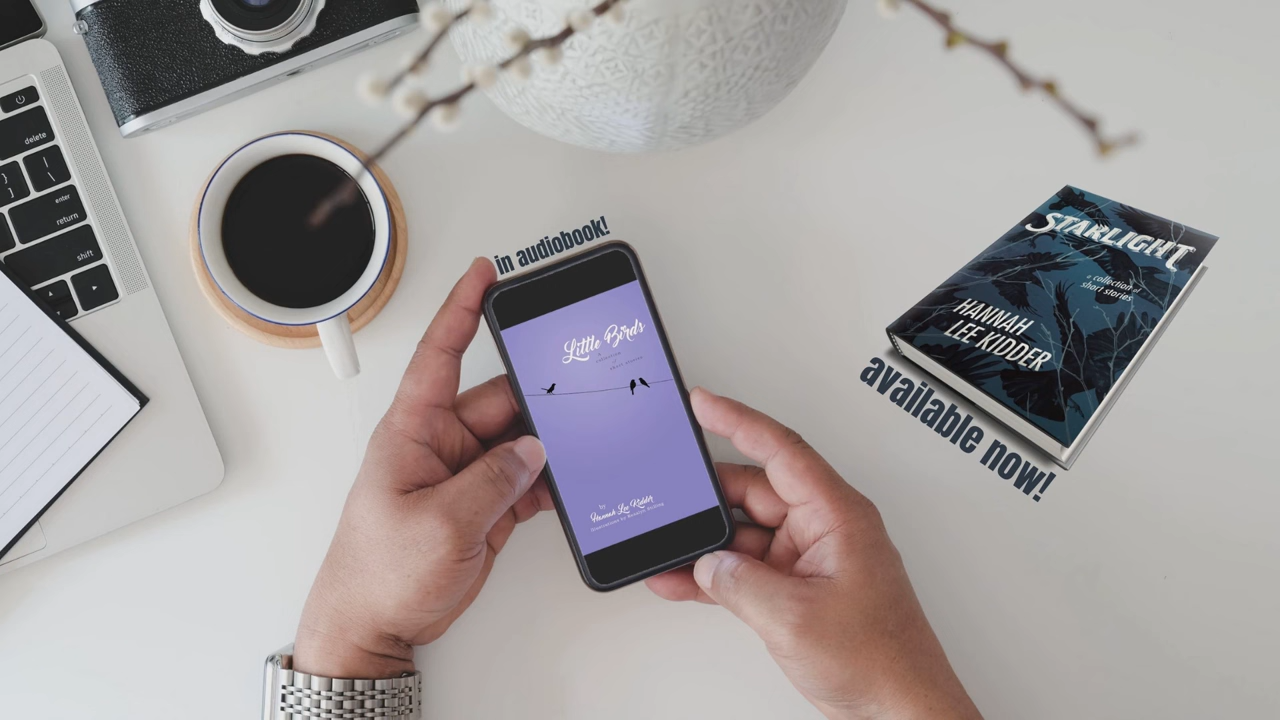 delete
enter
return
shift
in audiobook!
Little Birds
by
Hannah Lee Kidder
STARLIGHT
a collection of
short stories
HANNAH
LEE KIDDER
available now!